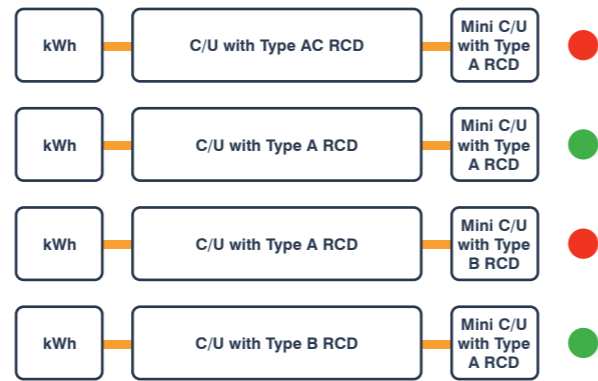 kWh
C/U with Type AC RCD
Mini C/U
with Type
A RCD
kWh
C/U with Type A RCD
Mini C/U
with Type
A RCD
kWh
C/U with Type A RCD
Mini C/U
with Type
B RCD
kWh
C/U with Type B RCD
Mini C/U
with Type
A RCD